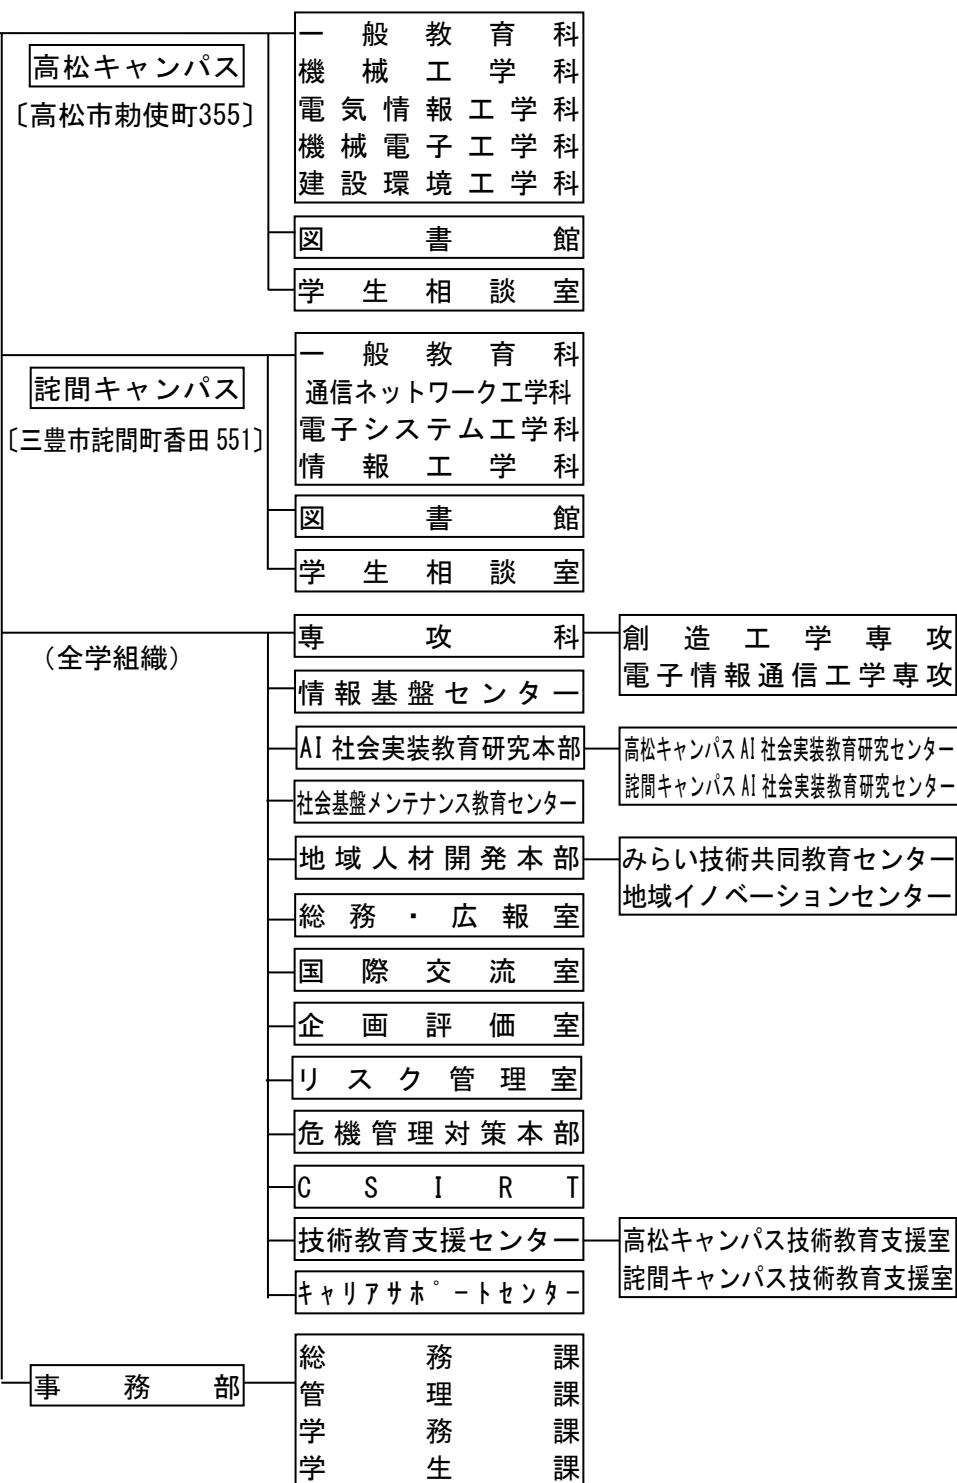 高松キャンパス
〔高松市勅使町355〕
一般教育科
機械工学科
電気情報工学科
機械電子工学科
建設環境工学科
図書館
学生相談室
詫間キャンパス
〔三豊市詫間町香田551〕
一般教育科
通信ネットワーク工学科
電子システム工学科
情報工学科
図書館
学生相談室
（全学組織）
専攻科
創造工学専攻
電子情報通信工学専攻
情報基盤センター
AI社会実装教育研究本部
高松キャンパスAI社会実装教育研究センター
詫間キャンパスAI社会実装教育研究センター
社会基盤メンテナンス教育センター
地域人材開発本部
みらい技術共同教育センター
地域イノベーションセンター
総務・広報室
国際交流室
企画評価室
リスク管理室
危機管理対策本部
CSIRT
技術教育支援センター
高松キャンパス技術教育支援室
詫間キャンパス技術教育支援室
キャリアサホ゜ートセンター
事務部
総務課
管理課
学務課
学生課